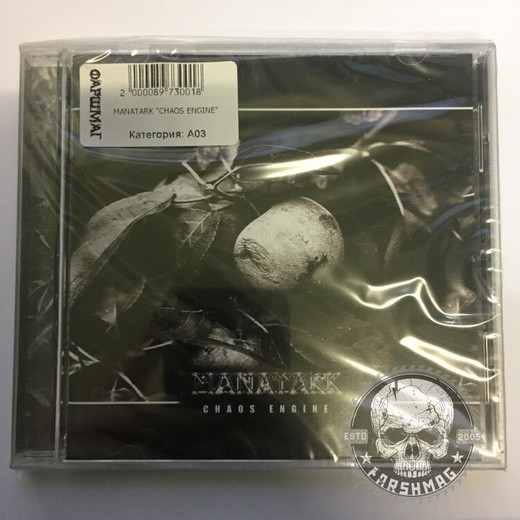 ФАРШМАГ
2 000089 730018
MANATARK "CHAOS ENGINE"
Категория: А03
MANATARK
CHAOS ENGINE
ESTD 2005
FARSHMAG